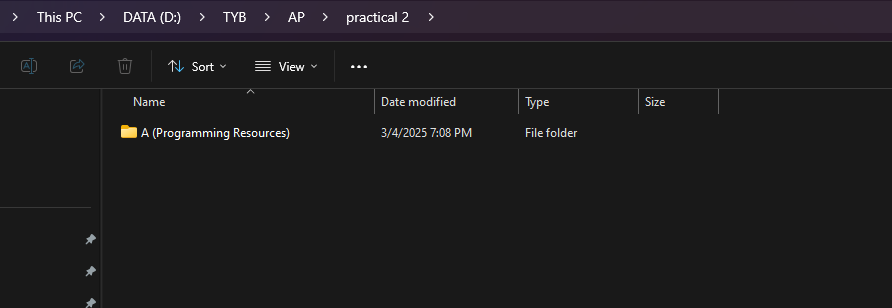 This PC DATA (D:) TYB AP practical 2
Sort View
Name Date modified Type Size
A (Programming Resources) 3/4/2025 7:08 PM File folder